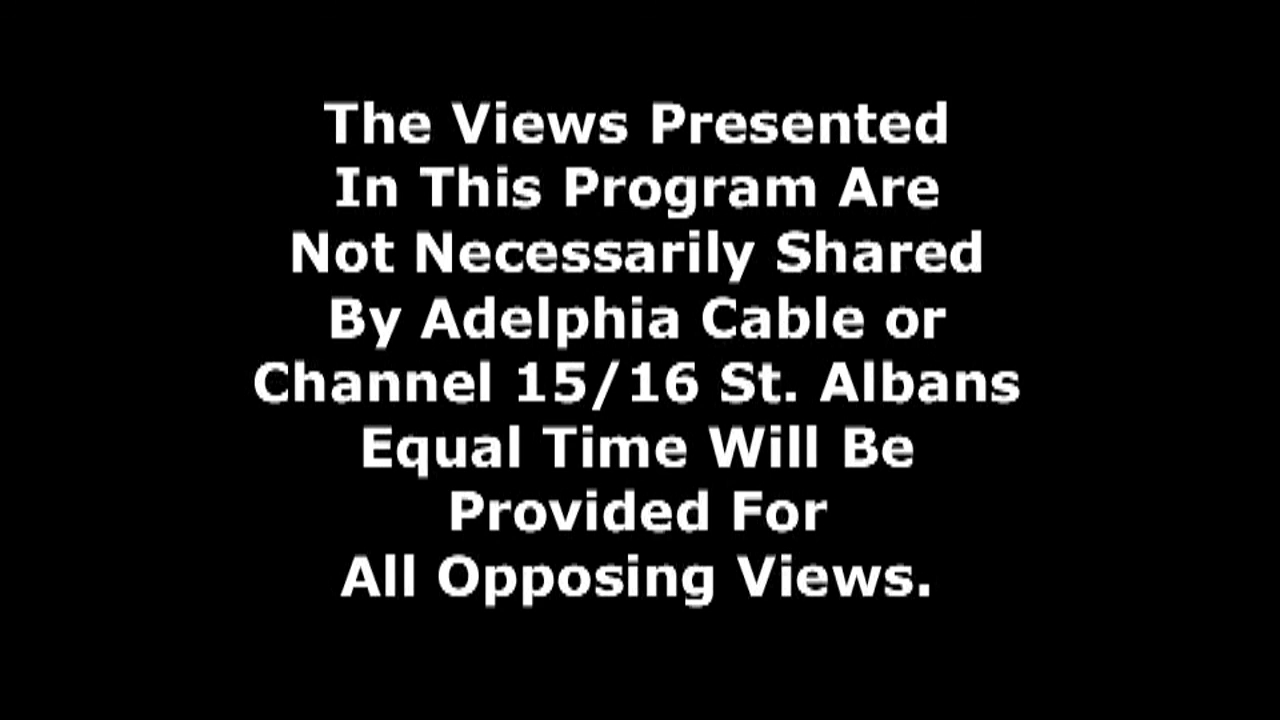 The Views Presented
In This Program Are
Not Necessarily Shared
By Adelphia Cable or
Channel 15/16 St. Albans
Equal Time Will Be
Provided For
All Opposing Views.